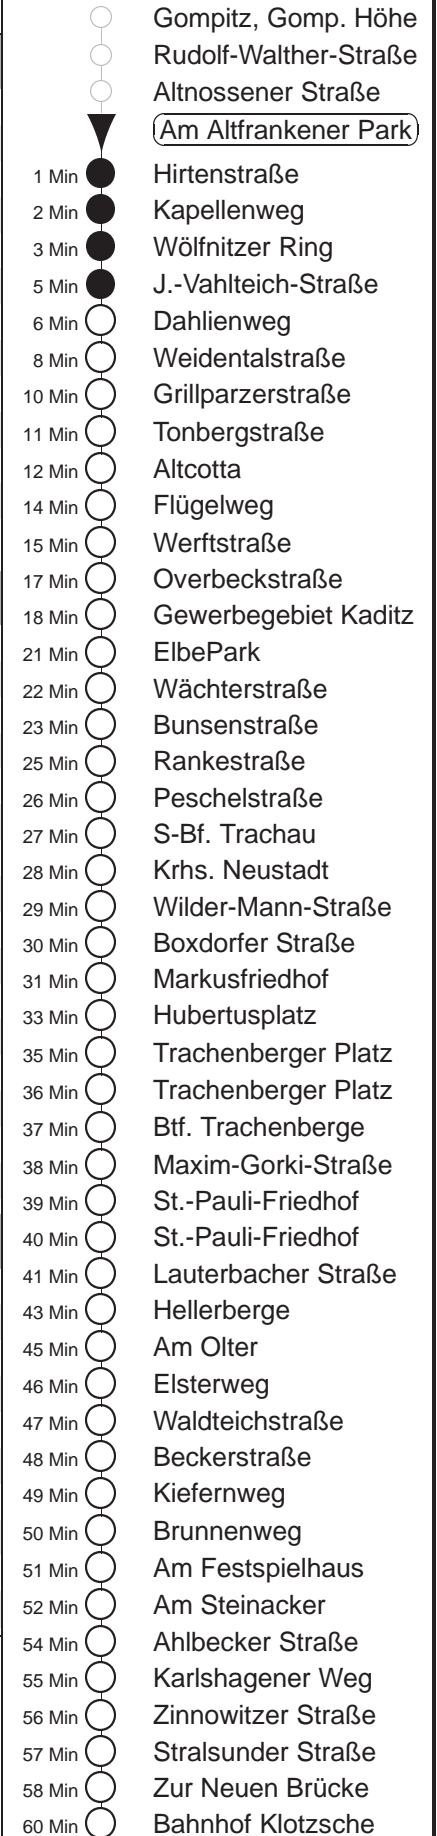 Gompitz, Gomp. Höhe
Rudolf-Walther-Straße
Altnossener Straße
Am Altfrankener Park
1 Min Hirtenstraße
2 Min Kapellenweg
3 Min Wölfnitzer Ring
5 Min J.-Vahlteich-Straße
6 Min Dahlienweg
8 Min Weidentalstraße
10 Min Grillparzerstraße
11 Min Tonbergstraße
12 Min Altcotta
14 Min Flügelweg
15 Min Werftstraße
17 Min Overbeckstraße
18 Min Gewerbegebiet Kaditz
21 Min ElbePark
22 Min Wächterstraße
23 Min Bunsenstraße
25 Min Rankestraße
26 Min Peschelstraße
27 Min S-Bf. Trachau
28 Min Krhs. Neustadt
29 Min Wilder-Mann-Straße
30 Min Boxdorfer Straße
31 Min Markusfriedhof
33 Min Hubertusplatz
35 Min Trachenberger Platz
36 Min Trachenberger Platz
37 Min Btf. Trachenberge
38 Min Maxim-Gorki-Straße
39 Min St.-Pauli-Friedhof
40 Min St.-Pauli-Friedhof
41 Min Lauterbacher Straße
43 Min Hellerberge
45 Min Am Olter
46 Min Elsterweg
47 Min Waldteichstraße
48 Min Beckerstraße
49 Min Kiefernweg
50 Min Brunnenweg
51 Min Am Festspielhaus
52 Min Am Steinacker
54 Min Ahlbecker Straße
55 Min Karlshagener Weg
56 Min Zinnowitzer Straße
57 Min Stralsunder Straße
58 Min Zur Neuen Brücke
60 Min Bahnhof Klotzsche